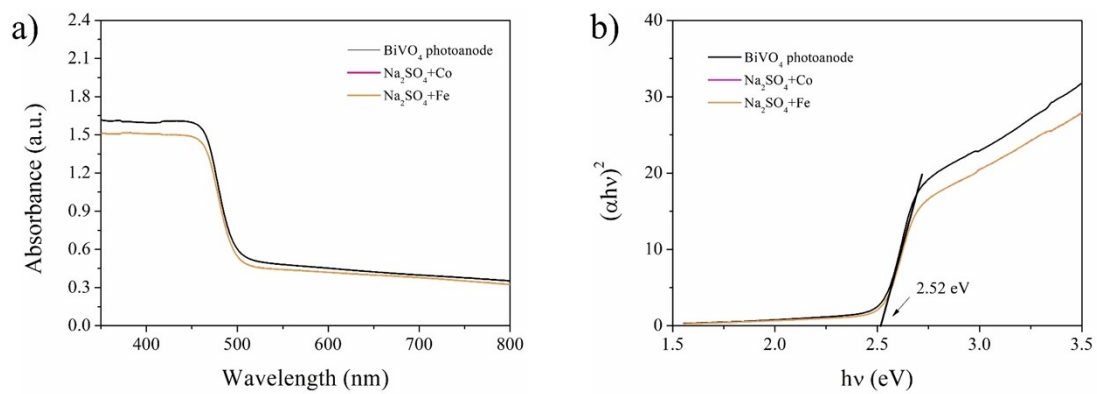 a)
2.4
2.1
1.8
1.5
1.2
0.9
0.6
0.3
0.0
Absorbance (a.u.)
BiVO₄ photoanode
Na₂SO₄+Co
Na₂SO₄+Fe
400 500 600 700 800
Wavelength (nm)
b)
40
30
20
10
0
(αhν)²
BiVO₄ photoanode
Na₂SO₄+Co
Na₂SO₄+Fe
2.52 eV
1.5 2.0 2.5 3.0 3.5
hν (eV)